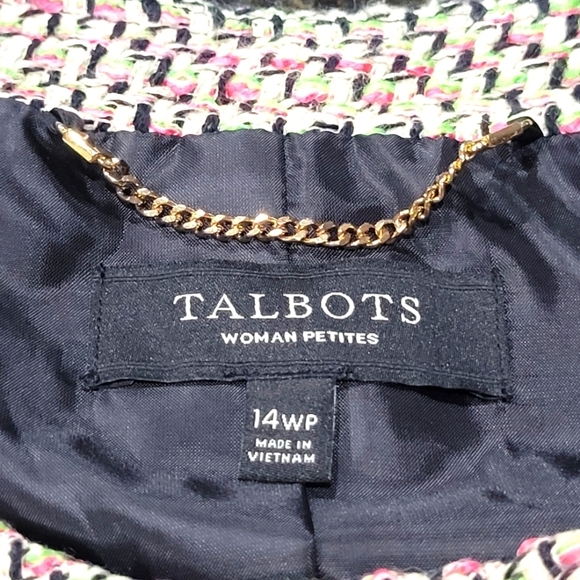 TALBOTS
WOMAN PETITES
14WP
MADE IN
VIETNAM